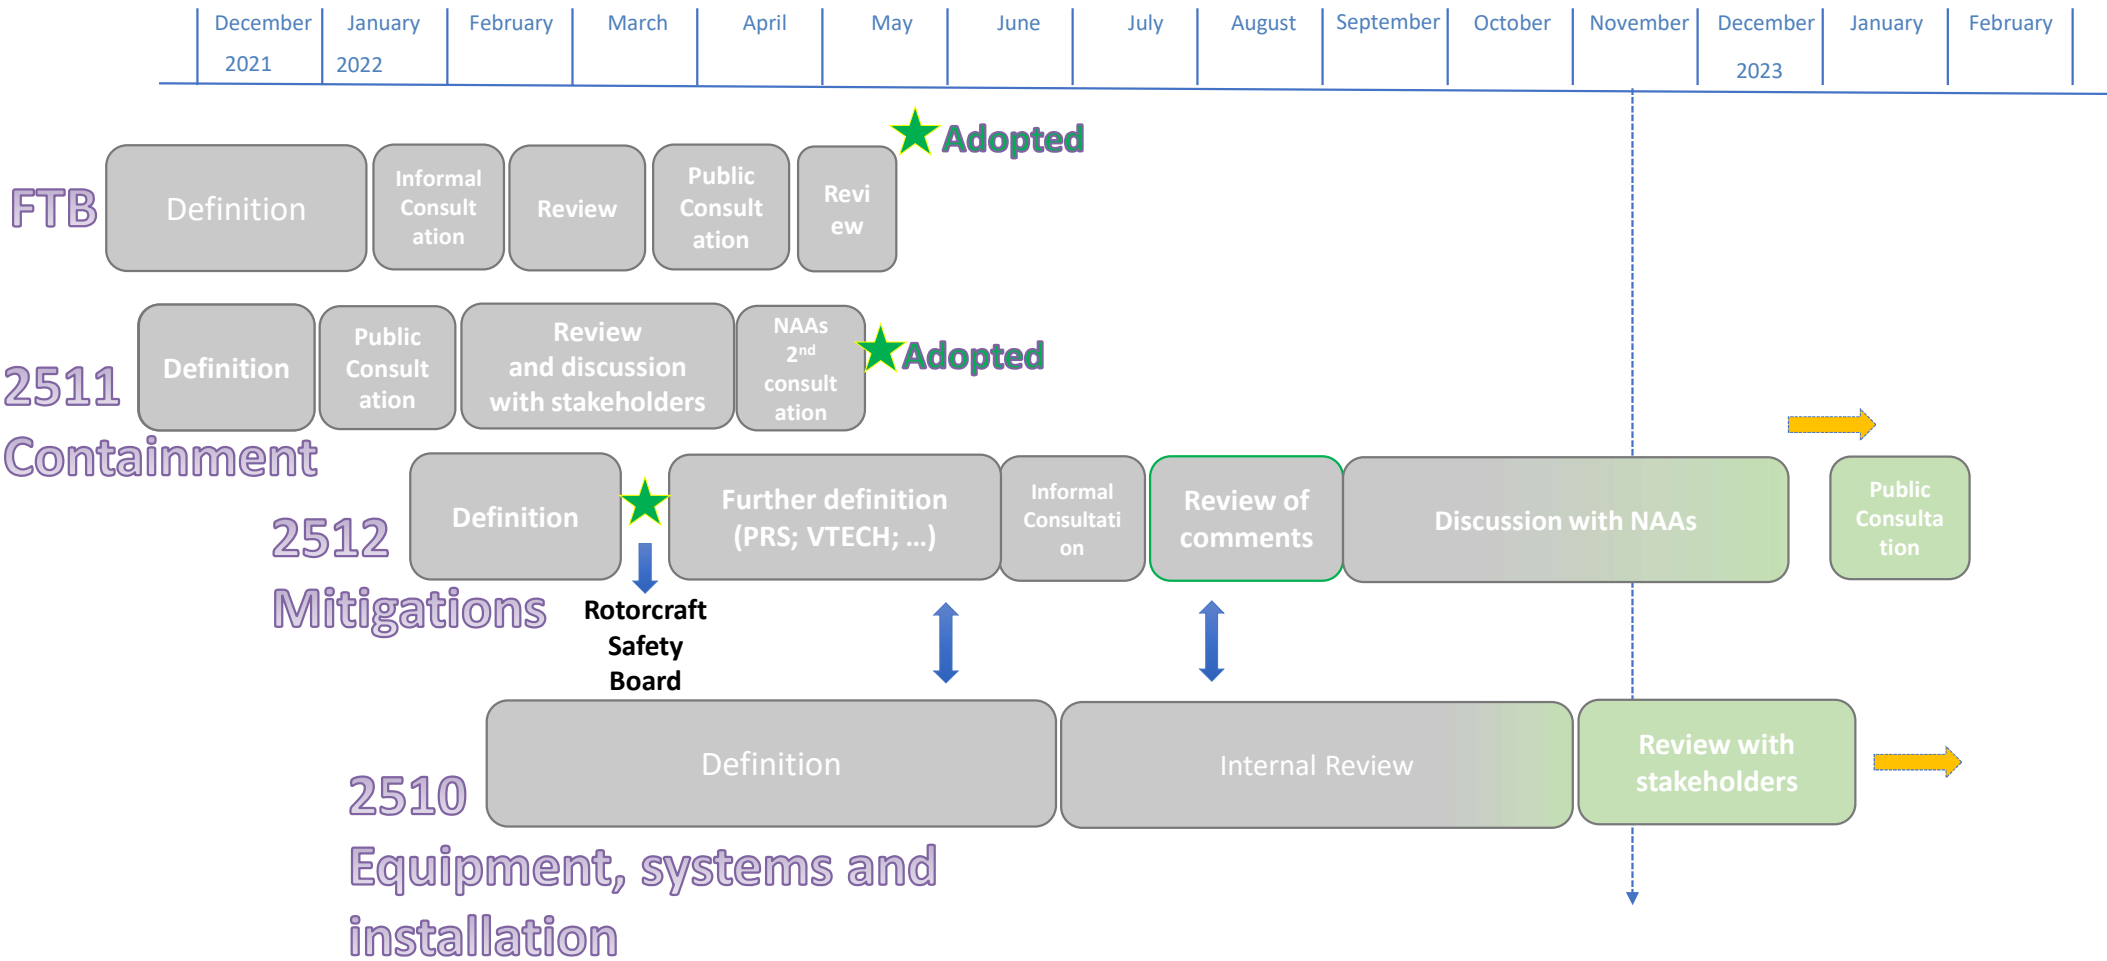 December
January
February
March
April
May
June
July
August
September
October
November
December
January
February
2021
2022
2023
Adopted
FTB
Definition
Informal
Consult
ation
Review
Public
Consult
ation
Revi
ew
2511
Containment
Definition
Public
Consult
ation
Review
and discussion
with stakeholders
NAAs
2nd
consult
ation
Adopted
2512
Mitigations
Definition
Rotorcraft
Safety
Board
Further definition
(PRS; VTECH; ...)
Informal
Consultati
on
Review of
comments
Discussion with NAAs
Public
Consulta
tion
2510
Equipment, systems and
installation
Definition
Internal Review
Review with
stakeholders